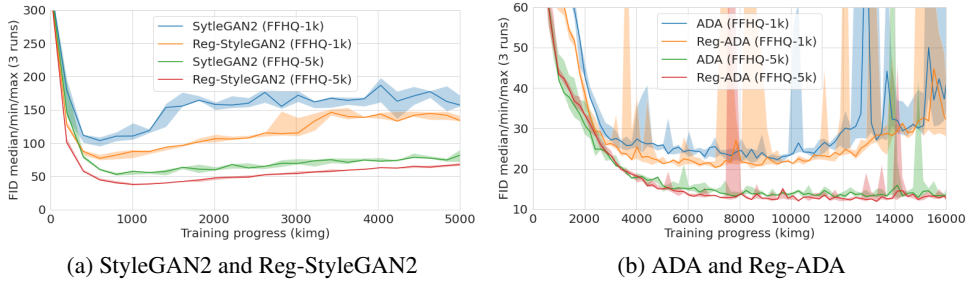 300
250
200
150
100
50
0
FIID median/min/max (3 runs)
SytleGAN2 (FFHQ-1k)
Reg-StyleGAN2 (FFHQ-1k)
SytleGAN2 (FFHQ-5k)
Reg-StyleGAN2 (FFHQ-5k)
0 1000 2000 3000 4000 5000
Training progress (kimg)
(a) StyleGAN2 and Reg-StyleGAN2
60
50
40
30
20
10
FIID median/min/max (3 runs)
ADA (FFHQ-1k)
Reg-ADA (FFHQ-1k)
ADA (FFHQ-5k)
Reg-ADA (FFHQ-5k)
0 2000 4000 6000 8000 10000 12000 14000 16000
Training progress (kimg)
(b) ADA and Reg-ADA